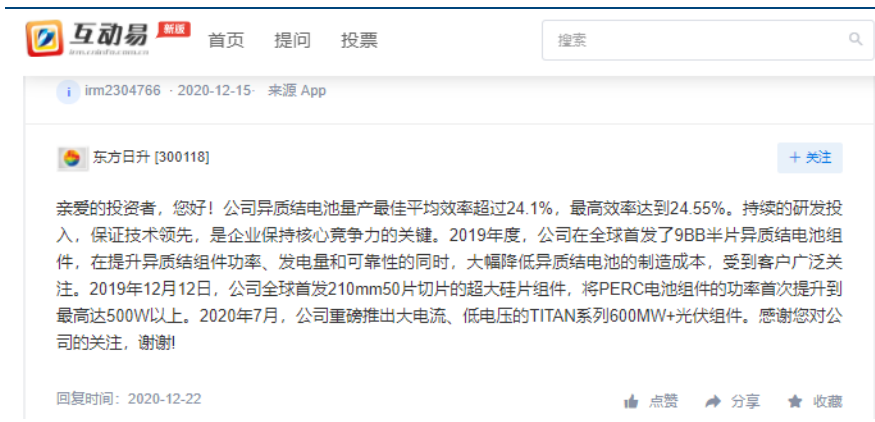 互动易 新版
irm.cninfo.com.cn
首页 提问 投票
搜索
i irm2304766 · 2020-12-15· 来源 App
东方日升 [300118]
+ 关注
亲爱的投资者，您好！公司异质结电池量产最佳平均效率超过24.1%，最高效率达到24.55%。持续的研发投
入，保证技术领先，是企业保持核心竞争力的关键。2019年度，公司在全球首发了9BB半片异质结电池组
件，在提升异质结组件功率、发电量和可靠性的同时，大幅降低异质结电池的制造成本，受到客户广泛关
注。2019年12月12日，公司全球首发210mm50片切片的超大硅片组件，将PERC电池组件的功率首次提升到
最高达500W以上。2020年7月，公司重磅推出大电流、低电压的TITAN系列600MW+光伏组件。感谢您对公
司的关注，谢谢!
回复时间：2020-12-22
点赞 分享 收藏